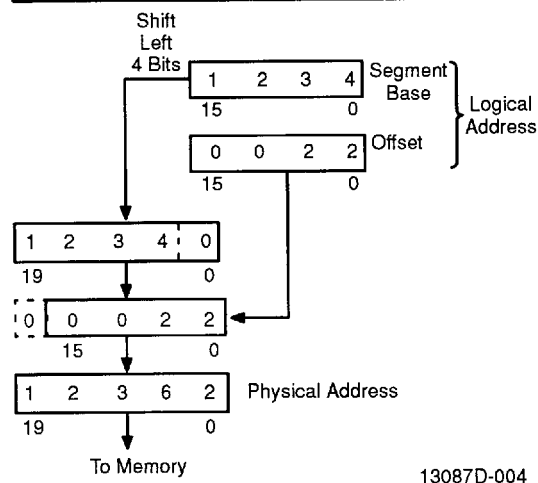 Shift
Left
4 Bits
1 2 3 4
Segment
Base
15 0
Logical
Address
0 0 2 2
Offset
15 0
1 2 3 4 0
19 0
0 0 0 2 2
15 0
1 2 3 6 2
Physical Address
19 0
To Memory
13087D-004